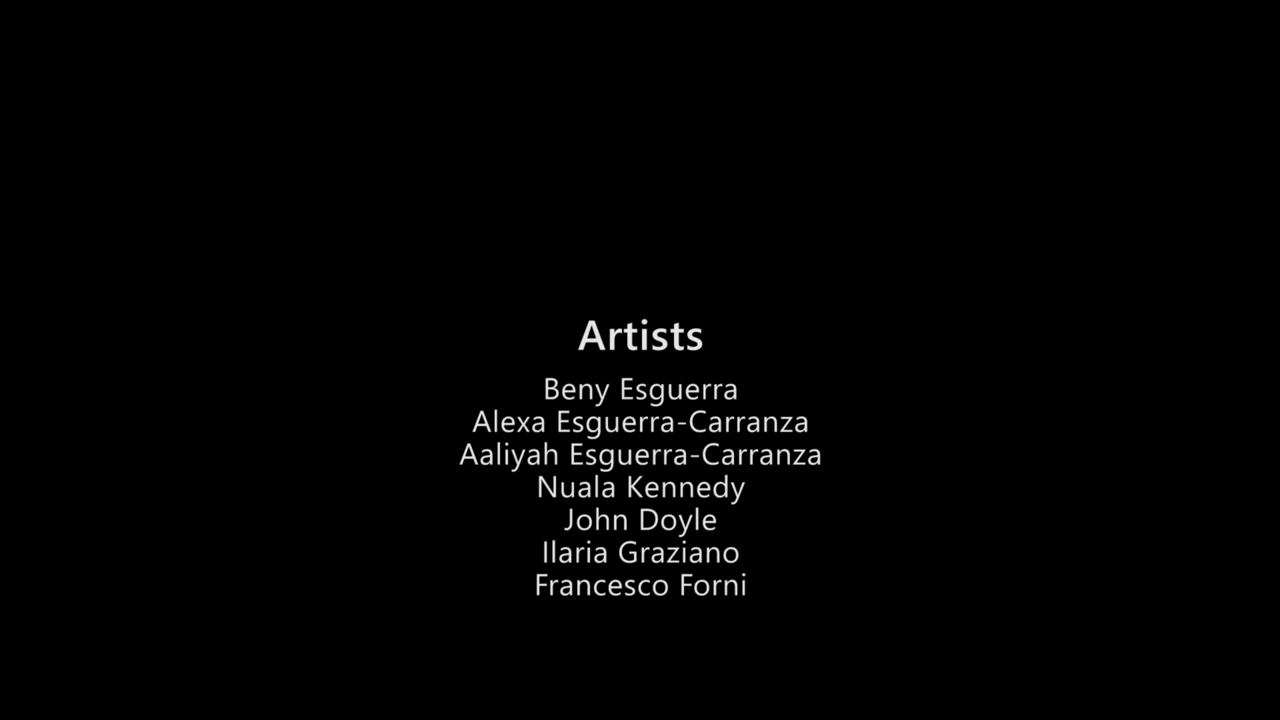 Artists
Beny Esguerra
Alexa Esguerra-Carranza
Aaliyah Esguerra-Carranza
Nuala Kennedy
John Doyle
Ilaria Graziano
Francesco Forni